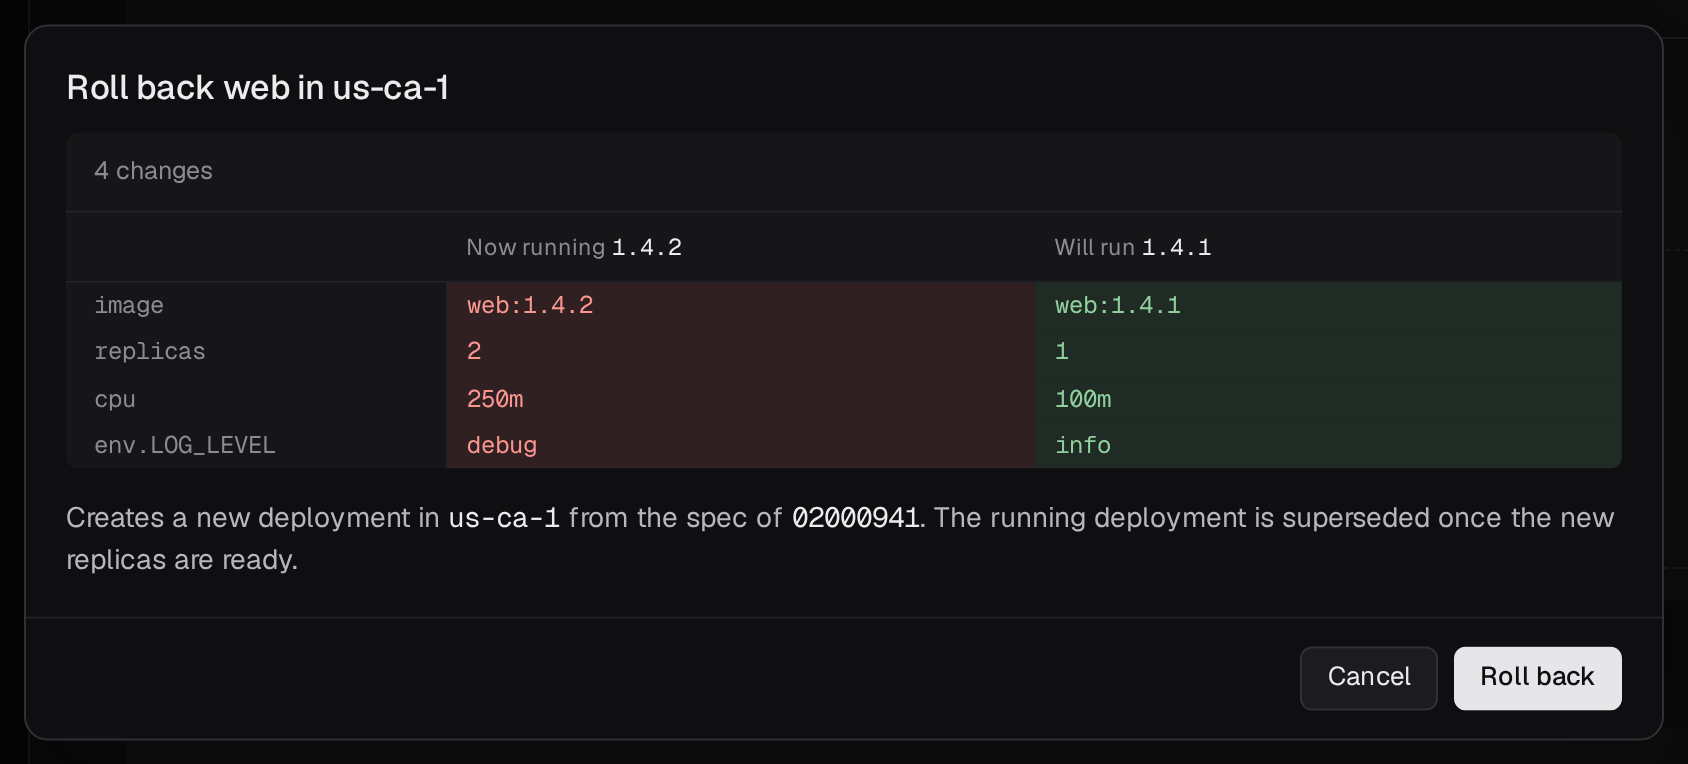 Roll back web in us-ca-1
4 changes
Now running 1.4.2 Will run 1.4.1
image web:1.4.2 web:1.4.1
replicas 2 1
cpu 250m 100m
env.LOG_LEVEL debug info
Creates a new deployment in us-ca-1 from the spec of 02000941. The running deployment is superseded once the new
replicas are ready.
Cancel Roll back